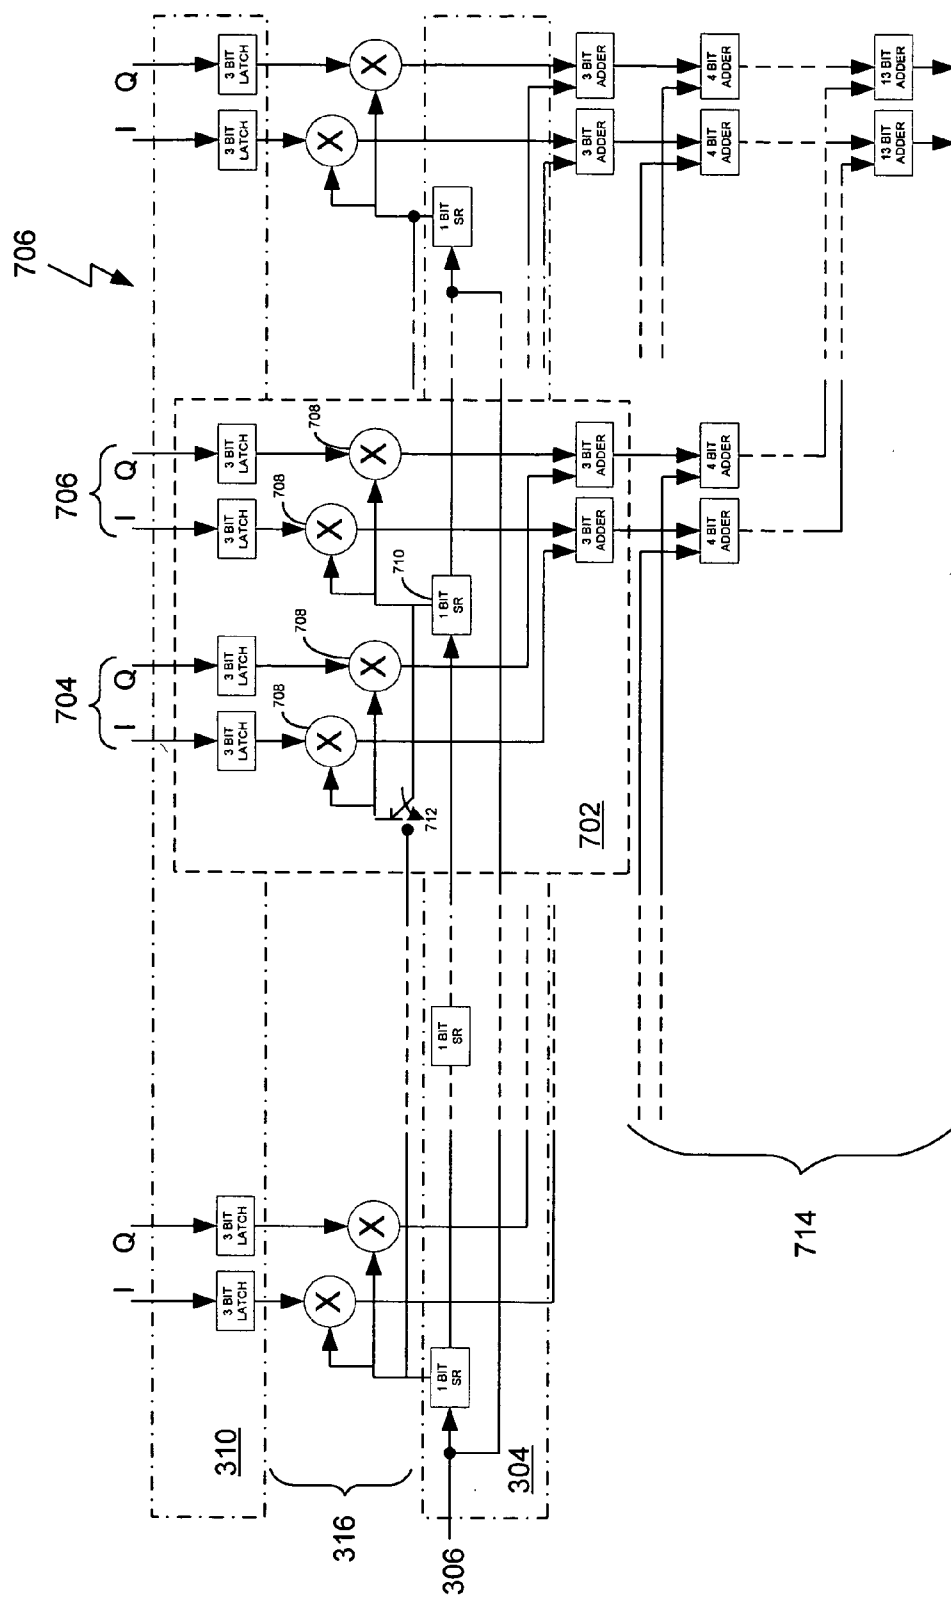 706
704
706
I Q
I Q
I Q
I Q
310
3 BIT LATCH
3 BIT LATCH
3 BIT LATCH
3 BIT LATCH
3 BIT LATCH
3 BIT LATCH
3 BIT LATCH
3 BIT LATCH
708
708
708
708
X
X
X
X
X
X
X
X
316
710
712
306
1 BIT SR
1 BIT SR
1 BIT SR
1 BIT SR
304
702
3 BIT ADDER
3 BIT ADDER
3 BIT ADDER
3 BIT ADDER
4 BIT ADDER
4 BIT ADDER
4 BIT ADDER
4 BIT ADDER
714
13 BIT ADDER
13 BIT ADDER